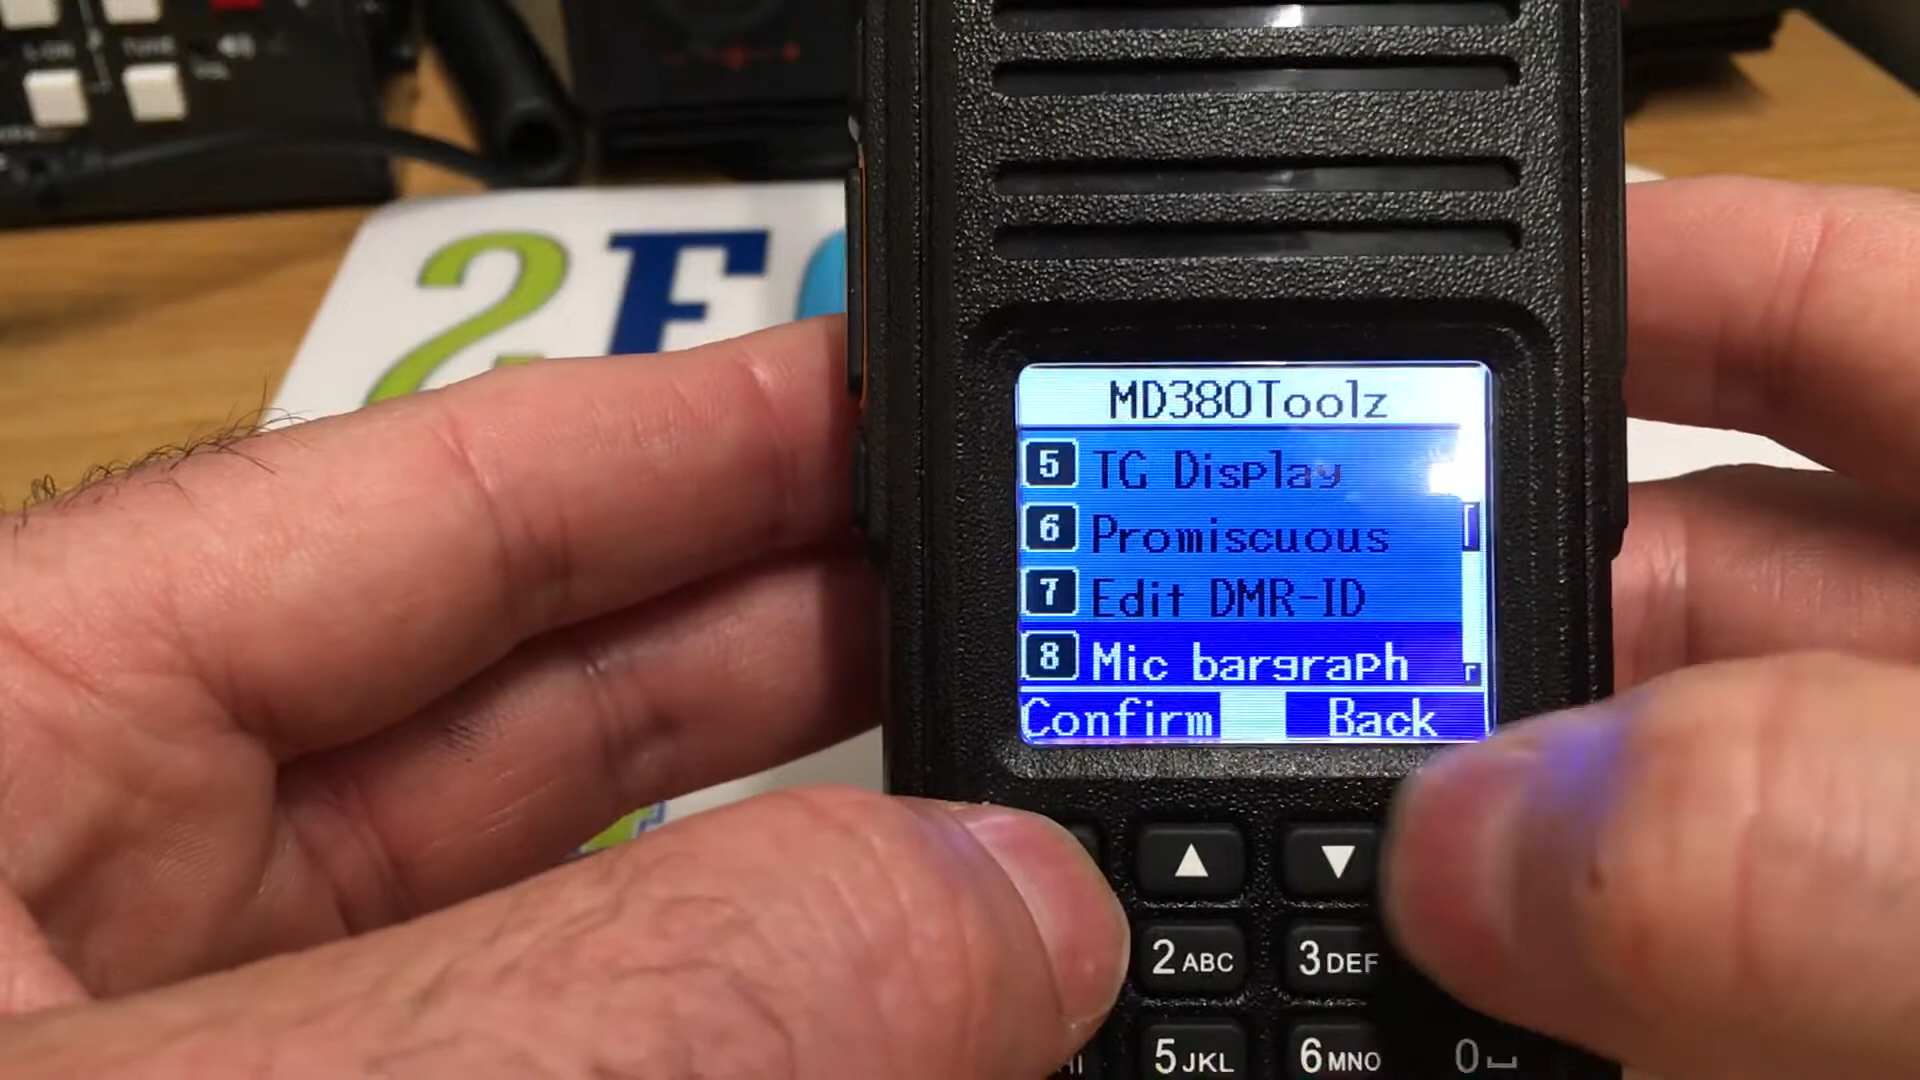 2E
MD380Toolz
5 TG Display
6 Promiscuous
7 Edit DMR-ID
8 Mic bargraph
Confirm Back
▲ ▼
2 ABC 3 DEF
5 JKL 6 MNO 0